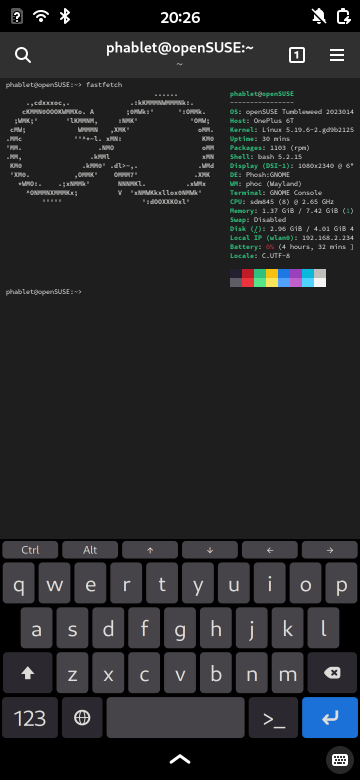 20:26
phablet@openSUSE:~
~
1
phablet@openSUSE:~> fastfetch
phablet@openSUSE
----------------
OS: openSUSE Tumbleweed 2023014
Host: OnePlus 6T
Kernel: Linux 5.19.6-2.gd9b2125
Uptime: 30 mins
Packages: 1103 (rpm)
Shell: bash 5.2.15
Display (DSI-1): 1080x2340 @ 6
DE: Phosh:GNOME
WM: phoc (Wayland)
Terminal: GNOME Console
CPU: sdm845 (8) @ 2.65 GHz
Memory: 1.37 GiB / 7.42 GiB (1)
Swap: Disabled
Disk (/): 2.96 GiB / 4.01 GiB 4
Local IP (wlan0): 192.168.2.234
Battery: 0% (4 hours, 32 mins ]
Locale: C.UTF-8
phablet@openSUSE:~>
Ctrl Alt ↑ ↓ ← →
q w e r t y u i o p
a s d f g h j k l
z x c v b n m
123 >_